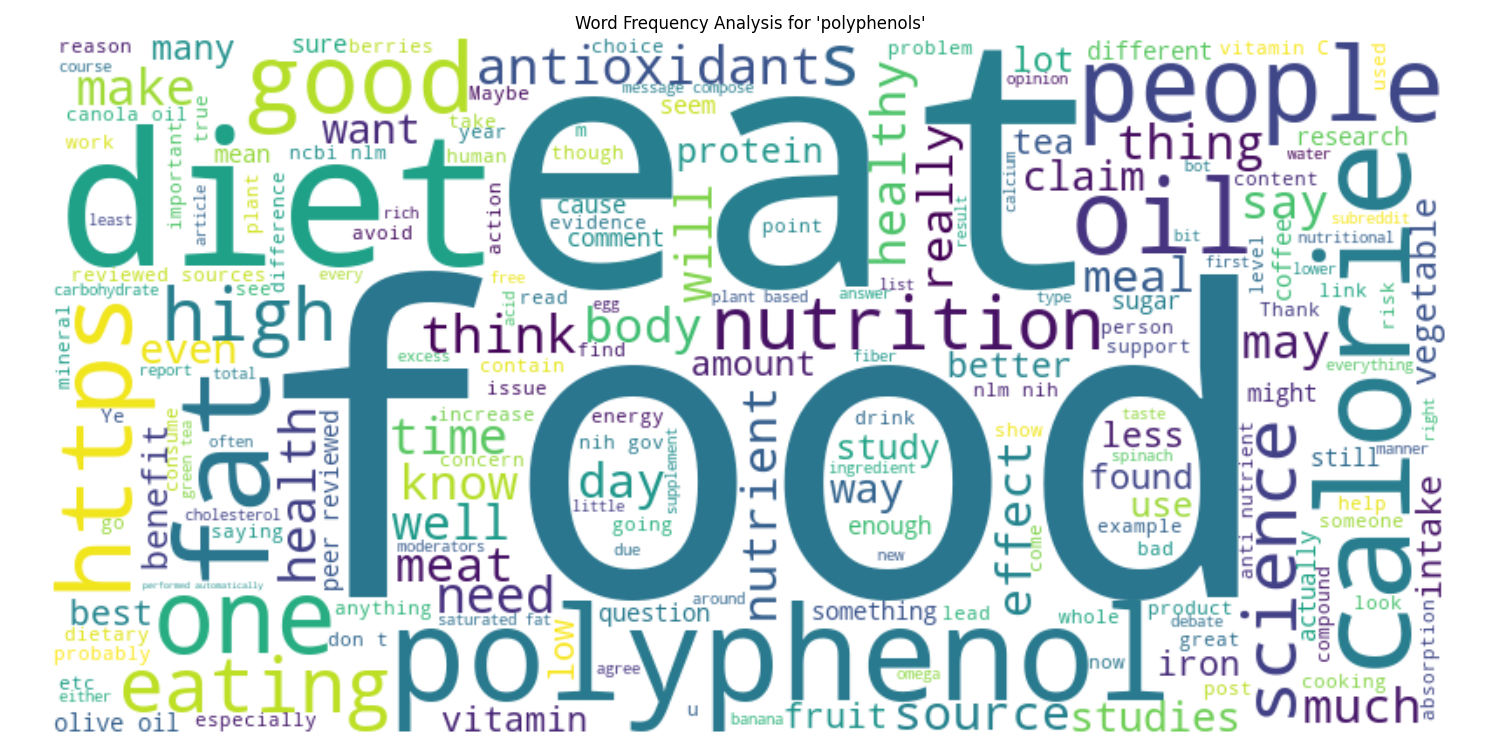 Word Frequency Analysis for 'polyphenols'
reason
many
sure
berries
choice
problem
lot
different
vitamin C
used
course
make
good
antioxidants
message compose
opinion
people
canola oil
true
Maybe
seem
healthy
work
important
want
take
year
m
eat
tea
thing
research
mean
ncbi nlm
human
though
protein
really
calcium
claim
bot
water
content
diet
least
article
plant
difference
rich
avoid
action
cause
evidence
comment
point
will
result
oil
bit
say
subreddit
nutritional
reviewed sources
see
every
free
list
meal
level
first
coffee
lower
calorie
vegetable
carbohydrate
high
acid
read
egg
plant based
answer
type
sugar
link
risk
mineral
https
even
think
body
nutrition
person
support
Thank
may
report
total
excess
find
contain
issue
amount
fiber
better
nlm nih
might
everything
Ye
fat
health
food
increase
energy
drink
taste
show
right
consume
green tea
often
time
concern
nih gov
supplement
study
less
spinach
still
manner
benefit
peer reviewed
know
day
nutrient
ingredient
way
effect
found
anti nutrient
science
help
someone
intake
cholesterol
saying
go
well
little
going
enough
use
example
come
moderators
due
new
bad
actually
performed automatically
meat
need
best
one
anything
saturated fat
question
around
something
lead
whole
product
debate
compound
look
absorption
dietary
probably
don t
polyphenol
low
agree
omega
now
great
iron
etc
either
eating
post
cooking
olive oil
especially
vitamin
u
banana
fruit
source
studies
much